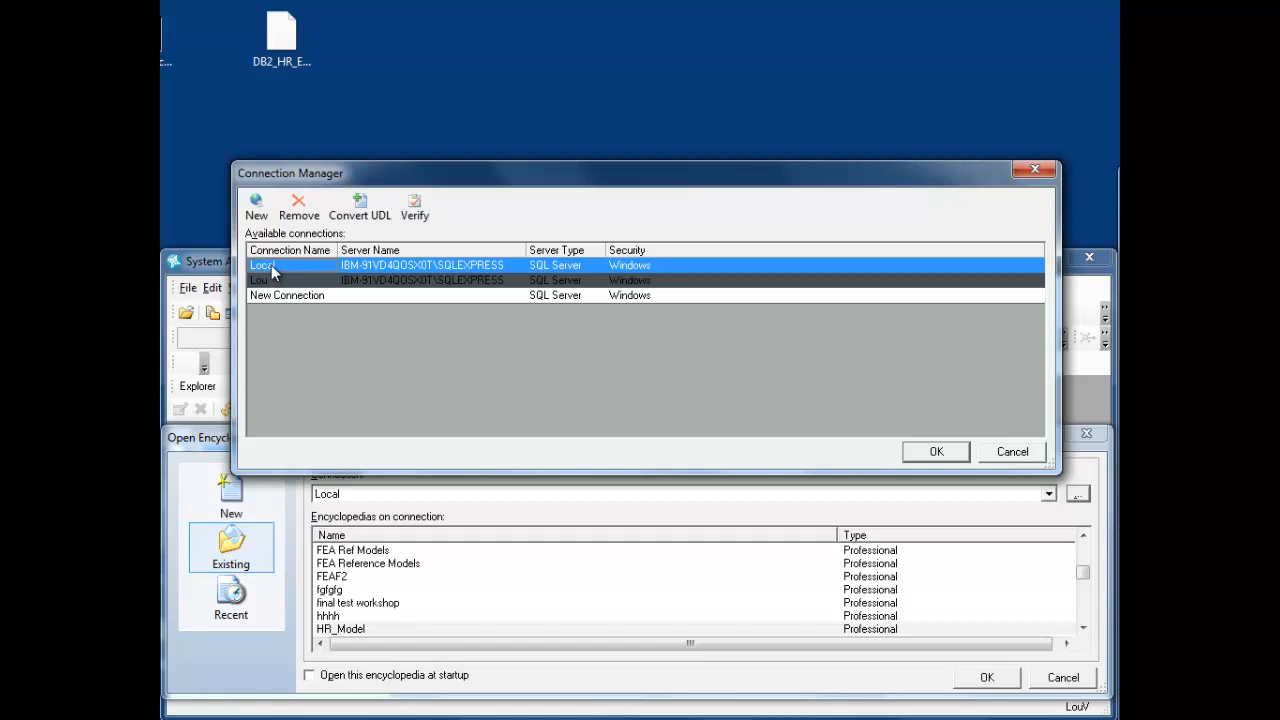 c...
DB2_HR_E...
Connection Manager
New Remove Convert UDL Verify
Available connections:
Connection Name Server Name Server Type Security
Local IBM-91VD4QOSX0T\SQLEXPRESS SQL Server Windows
Lou IBM-91VD4QOSX0T\SQLEXPRESS SQL Server Windows
New Connection SQL Server Windows
OK Cancel
System A
File Edit
Explorer
Open Encycl
New
Existing
Recent
Local
...
Encyclopedias on connection:
Name Type
FEA Ref Models Professional
FEA Reference Models Professional
FEAF2 Professional
fgfgfg Professional
final test workshop Professional
hhhh Professional
HR_Model Professional
Open this encyclopedia at startup
OK Cancel
LouV